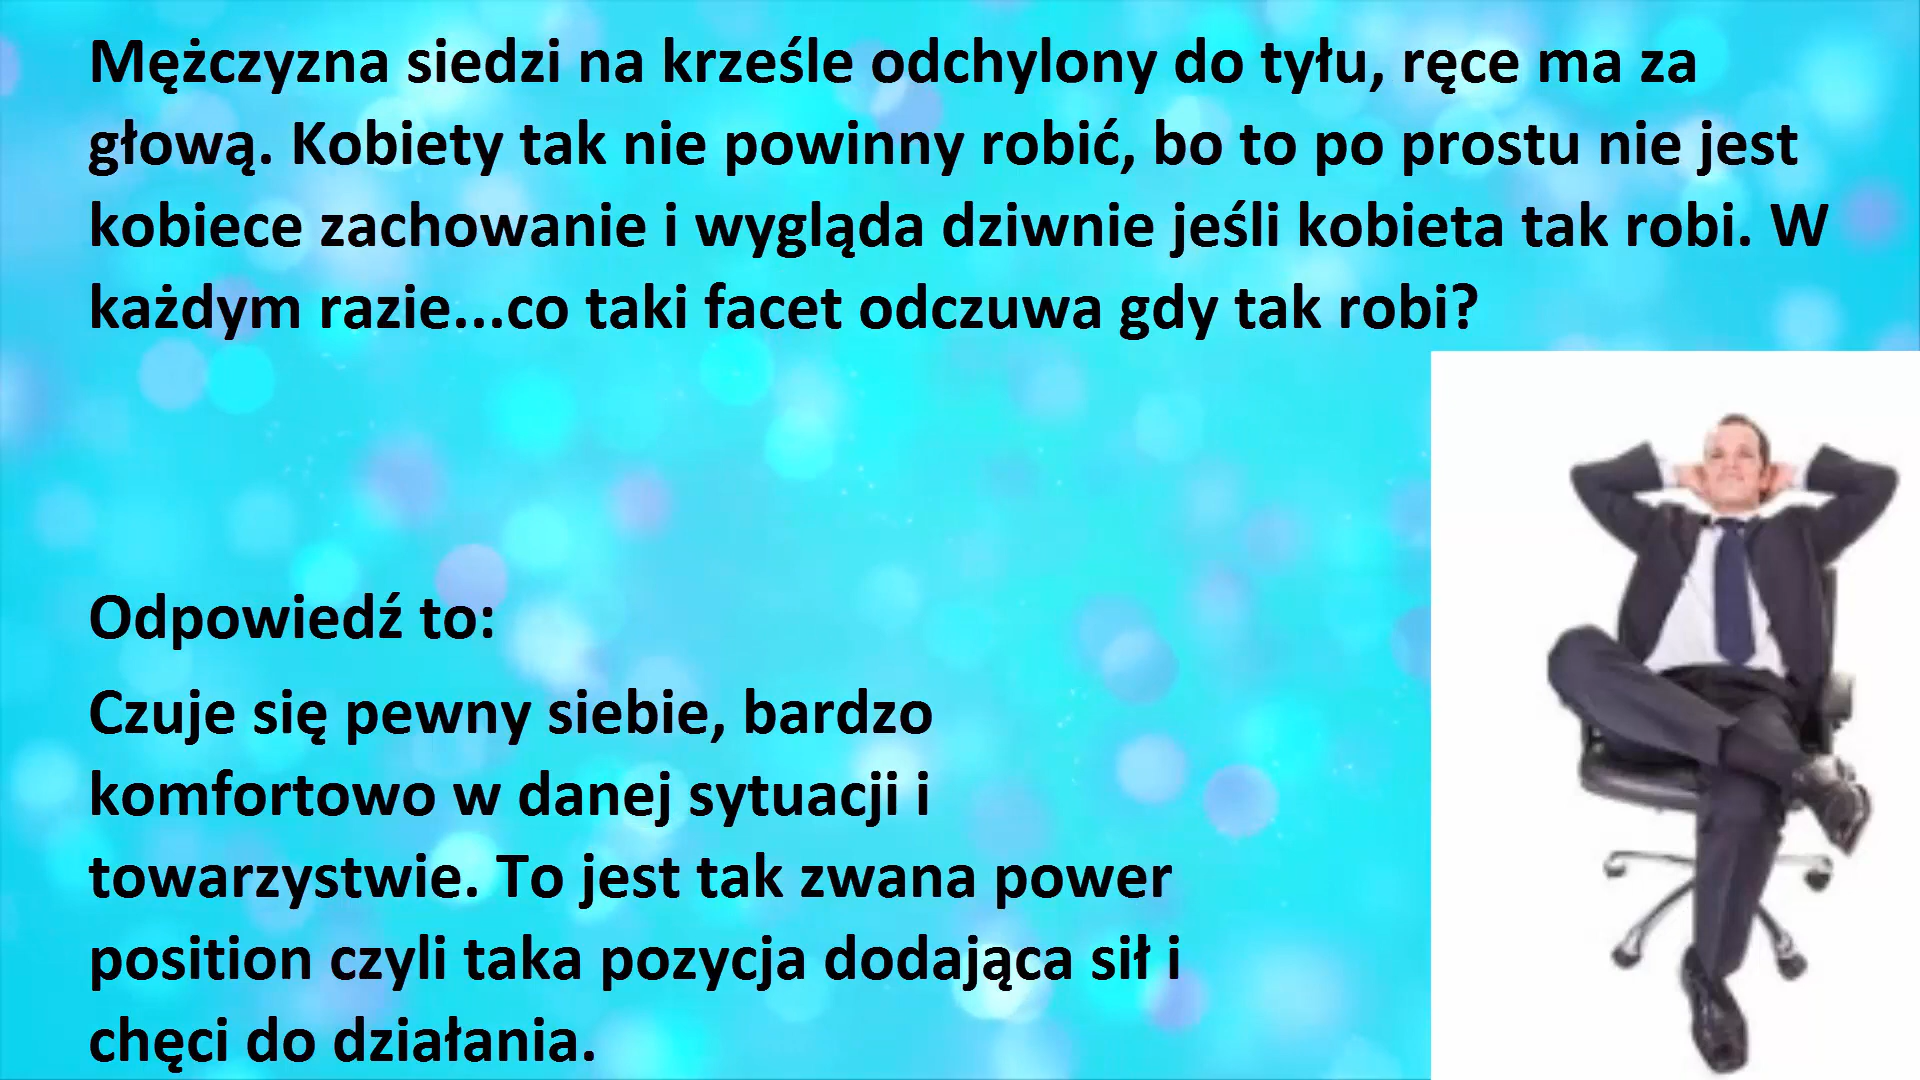 Mężczyzna siedzi na krześle odchylony do tyłu, ręce ma za
głową. Kobiety tak nie powinny robić, bo to po prostu nie jest
kobiece zachowanie i wygląda dziwnie jeśli kobieta tak robi. W
każdym razie...co taki facet odczuwa gdy tak robi?
Odpowiedź to:
Czuje się pewny siebie, bardzo
komfortowo w danej sytuacji i
towarzystwie. To jest tak zwana power
position czyli taka pozycja dodająca sił i
chęci do działania.